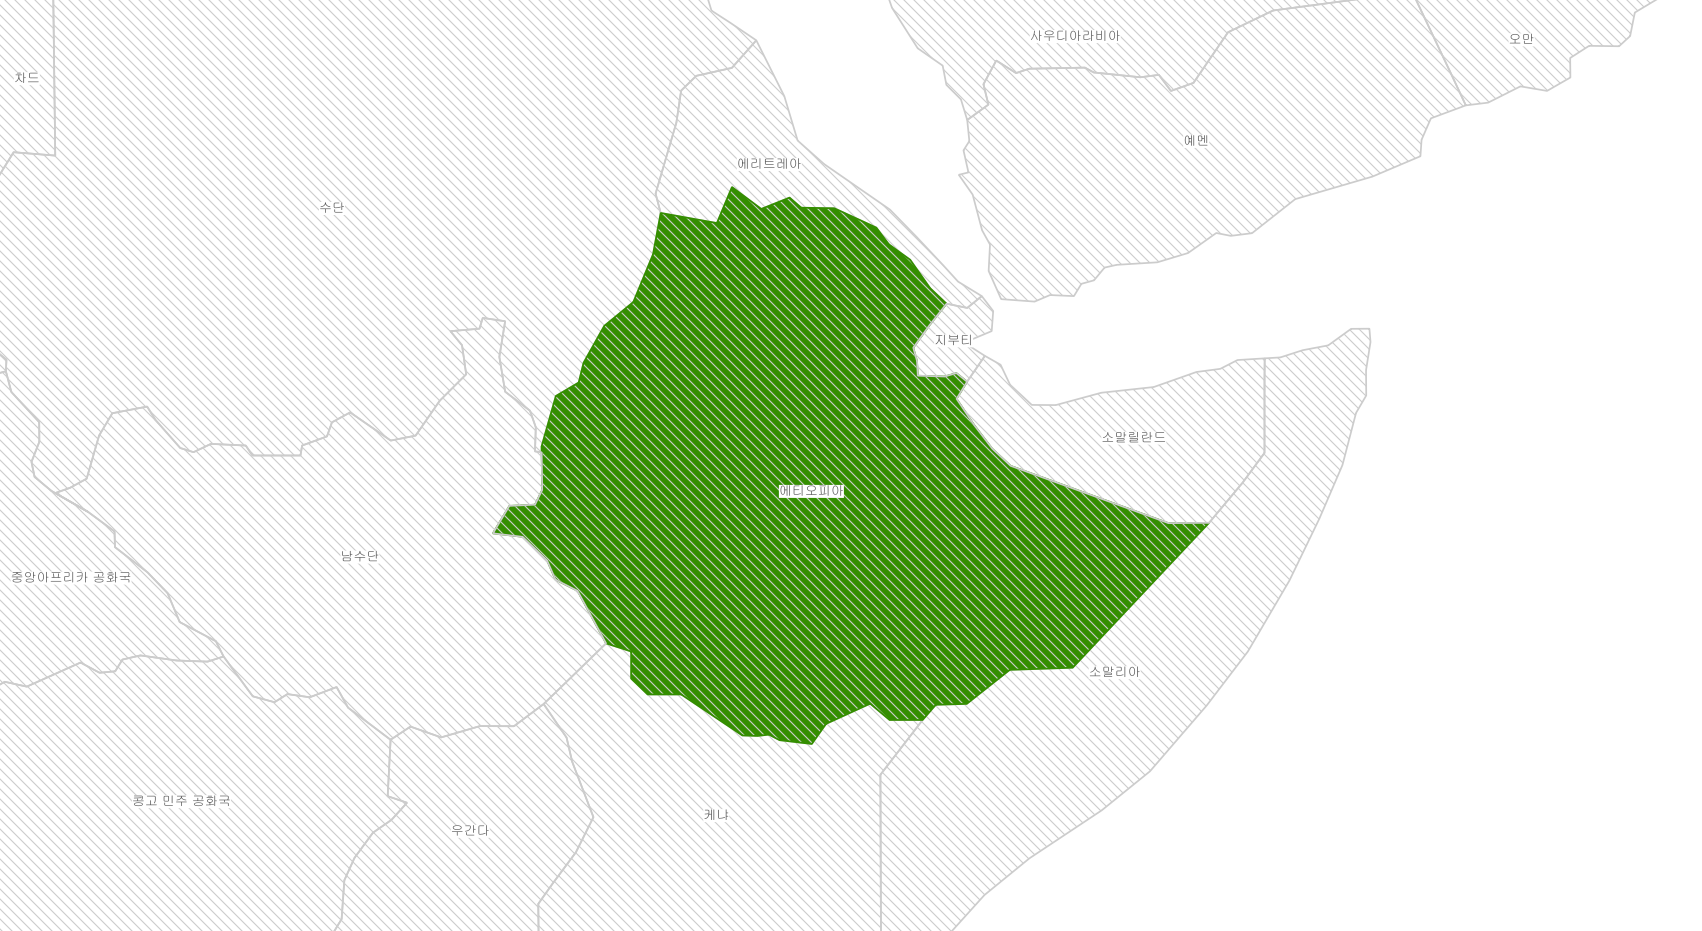 사우디아라비아
오만
차드
예멘
에리트레아
수단
지부티
소말릴란드
에티오피아
남수단
중앙아프리카 공화국
소말리아
콩고 민주 공화국
케냐
우간다